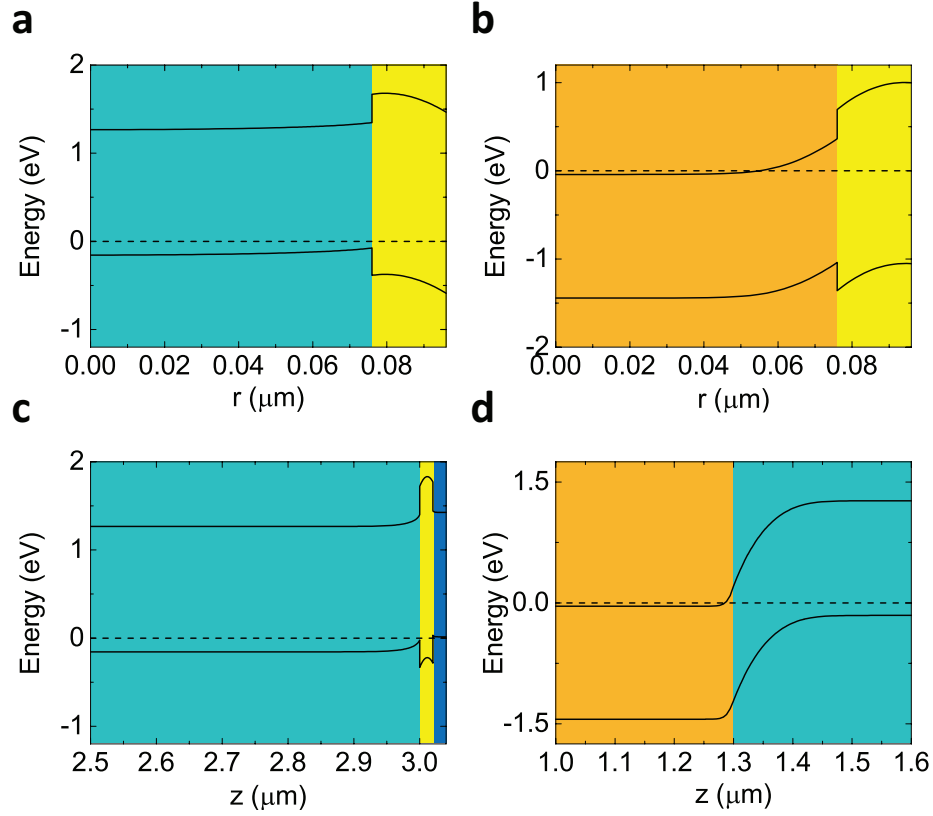 a
2
1
0
-1
Energy (eV)
0.00 0.02 0.04 0.06 0.08
r (μm)
b
1
0
-1
-2
Energy (eV)
0.00 0.02 0.04 0.06 0.08
r (μm)
c
2
1
0
-1
Energy (eV)
2.5 2.6 2.7 2.8 2.9 3.0
z (μm)
d
1.5
0.0
-1.5
Energy (eV)
1.0 1.1 1.2 1.3 1.4 1.5 1.6
z (μm)